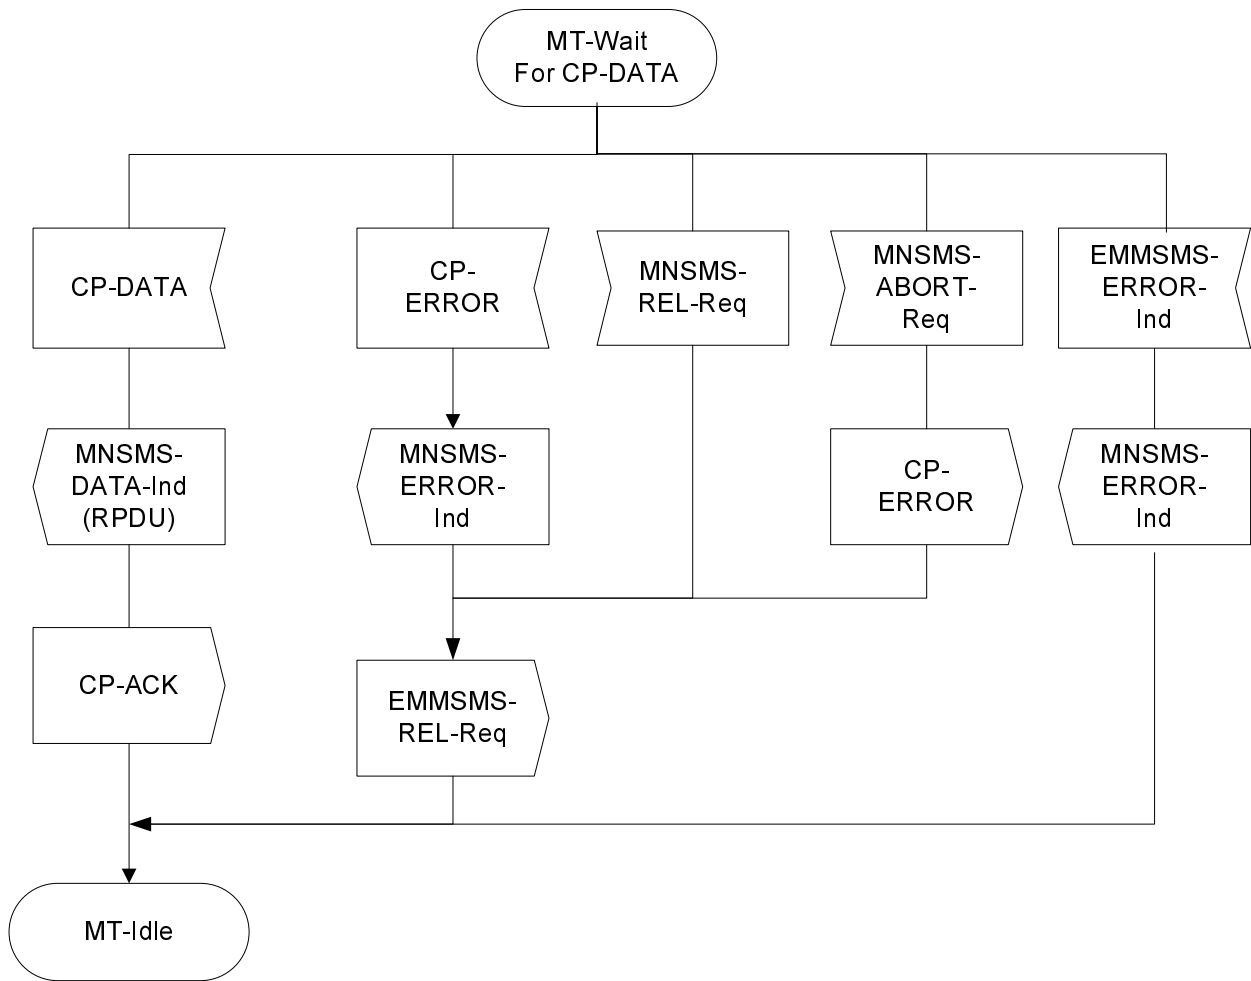 MT-Wait
For CP-DATA
CP-DATA
CP-
ERROR
MNSMS-
REL-Req
MNSMS-
ABORT-
Req
EMMSMS-
ERROR-
Ind
MNSMS-
DATA-Ind
(RPDU)
MNSMS-
ERROR-
Ind
CP-
ERROR
MNSMS-
ERROR-
Ind
CP-ACK
EMMSMS-
REL-Req
MT-Idle